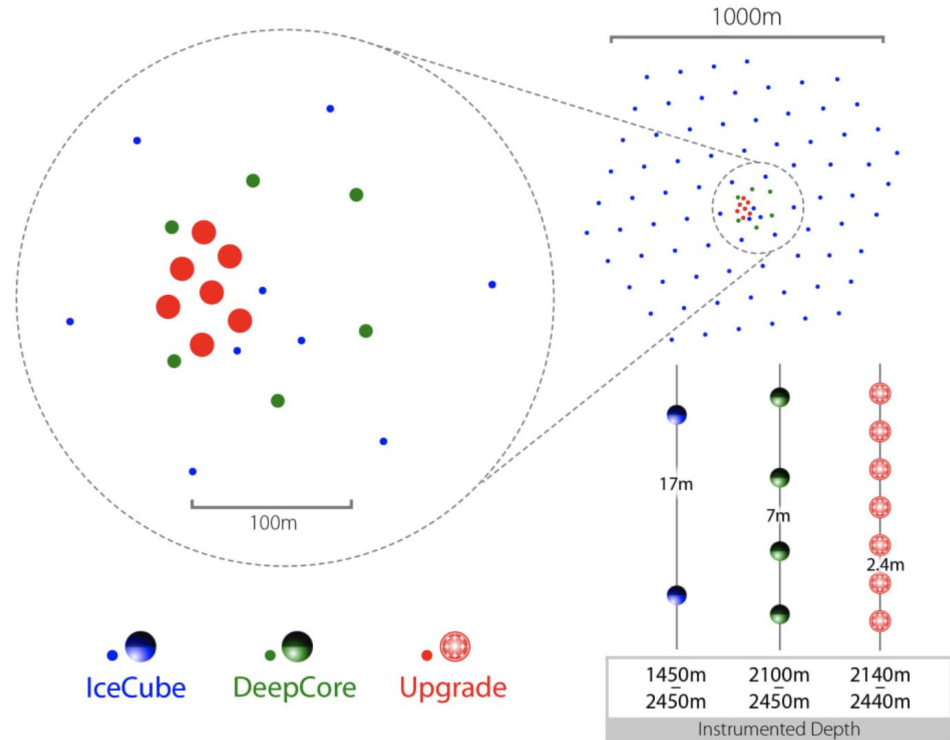 1000m
100m
17m
7m
2.4m
IceCube
DeepCore
Upgrade
1450m
–
2450m
2100m
–
2450m
2140m
–
2440m
Instrumented Depth